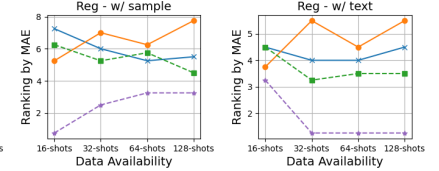 Reg - w/ sample
Ranking by MAE
8
6
4
2
16-shots 32-shots 64-shots 128-shots
Data Availability
Reg - w/ text
Ranking by MAE
5
4
3
2
16-shots 32-shots 64-shots 128-shots
Data Availability